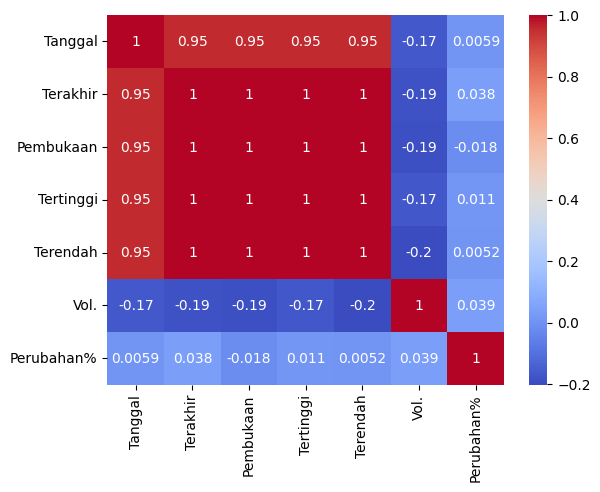 Tanggal 1 0.95 0.95 0.95 0.95 -0.17 0.0059
Terakhir 0.95 1 1 1 1 -0.19 0.038
Pembukaan 0.95 1 1 1 1 -0.19 -0.018
Tertinggi 0.95 1 1 1 1 -0.17 0.011
Terendah 0.95 1 1 1 1 -0.2 0.0052
Vol. -0.17 -0.19 -0.19 -0.17 -0.2 1 0.039
Perubahan% 0.0059 0.038 -0.018 0.011 0.0052 0.039 1
Tanggal
Terakhir
Pembukaan
Tertinggi
Terendah
Vol.
Perubahan%
1.0
0.8
0.6
0.4
0.2
0.0
−0.2